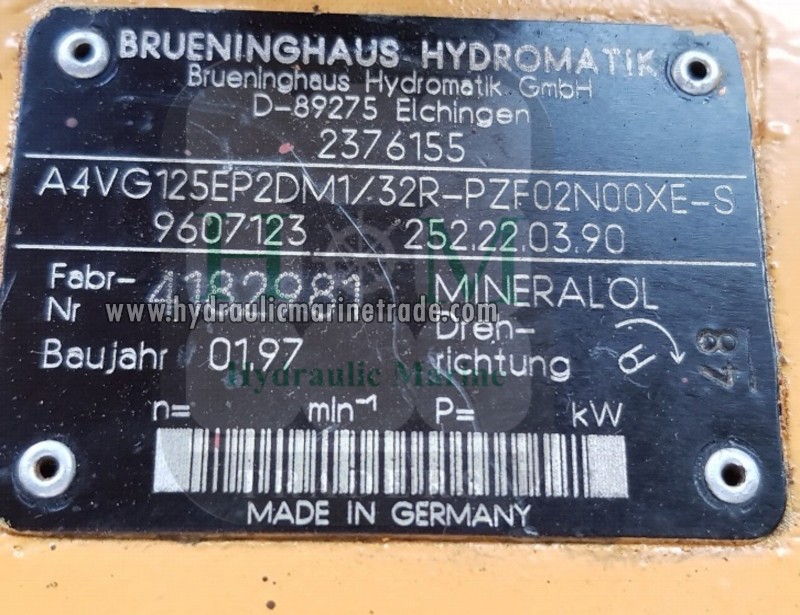 BRUENINGHAUS HYDROMATIK
Brueninghaus Hydromatik GmbH
D-89275 Elchingen
2376155
A4VG125EP2DM1/32R-PZF02N00XE-S
9607123 252.22.03.90
Fabr-
Nr 4182981 MINERALÖL
www.hydraulicmarinetrade.com
Baujahr 01.97 Dreh-
richtung
87
H M
Hydraulic Marine
n= min⁻¹ P= kW
MADE IN GERMANY